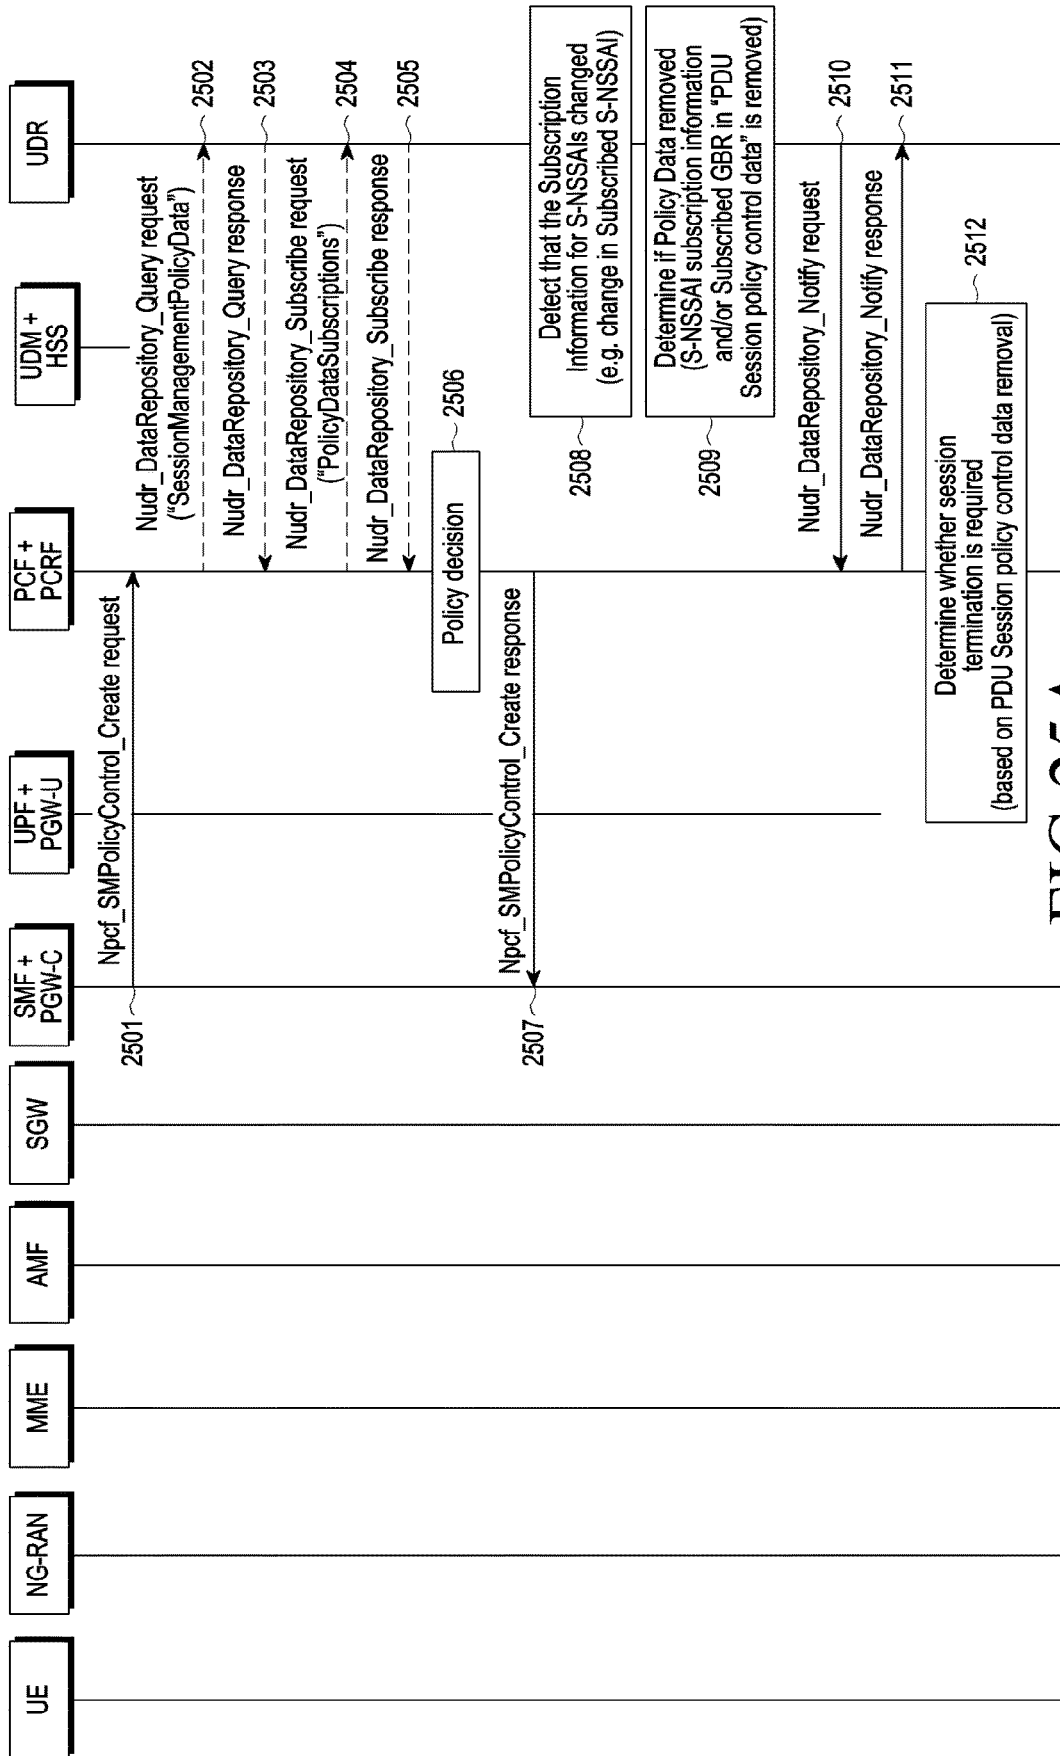 UE
NG-RAN
MME
AMF
SGW
SMF +
PGW-C
UPF +
PGW-U
PCF +
PCRF
UDM +
HSS
UDR
2501
Npcf_SMPolicyControl_Create request
Nudr_DataRepository_Query request
("SessionManagementPolicyData")
2502
Nudr_DataRepository_Query response
2503
Nudr_DataRepository_Subscribe request
("PolicyDataSubscriptions")
2504
Nudr_DataRepository_Subscribe response
2505
Policy decision
2506
2507
Npcf_SMPolicyControl_Create response
2508
Detect that the Subscription
Information for S-NSSAIs changed
(e.g. change in Subscribed S-NSSAI)
2509
Determine if Policy Data removed
(S-NSSAI subscription information
and/or Subscribed GBR in "PDU
Session policy control data" is removed)
Nudr_DataRepository_Notify request
2510
Nudr_DataRepository_Notify response
2511
Determine whether session
termination is required
(based on PDU Session policy control data removal)
2512